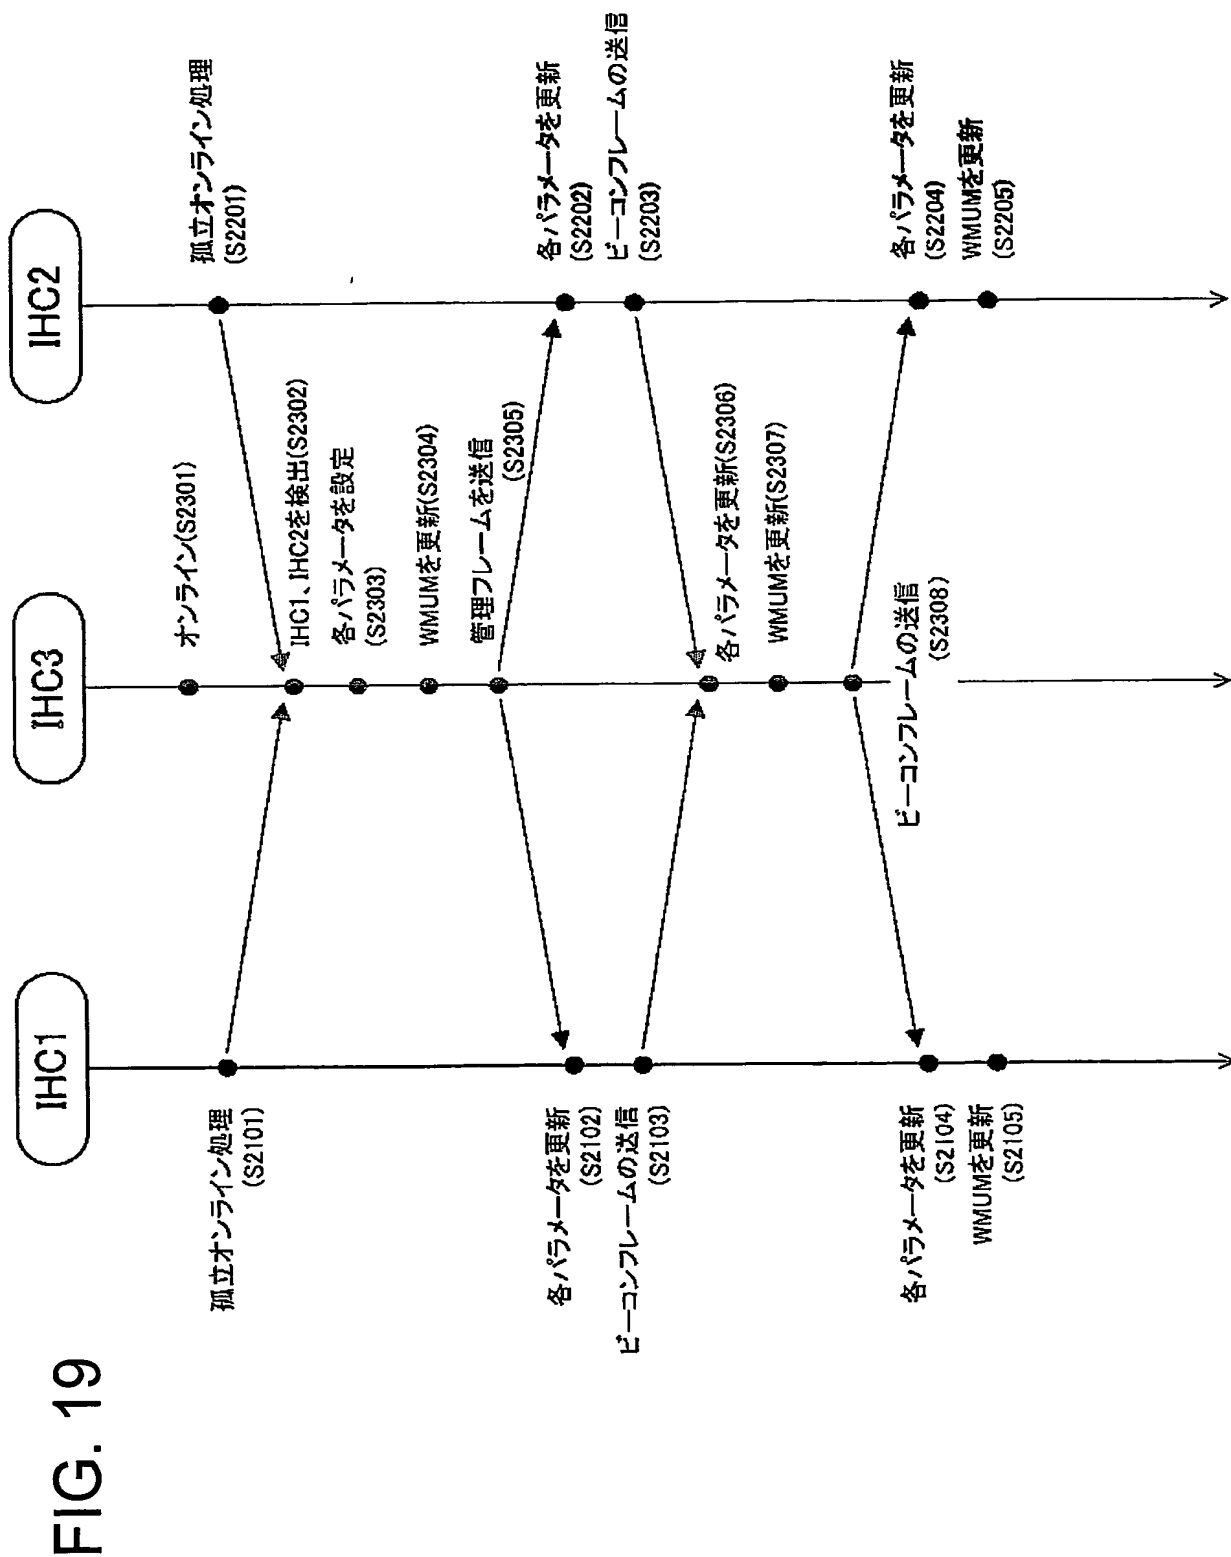 FIG. 19
IHC1
IHC3
IHC2
孤立オンライン処理
(S2101)
各パラメータを更新
(S2102)
ビーコンフレームの送信
(S2103)
各パラメータを更新
(S2104)
WMUMを更新
(S2105)
オンライン(S2301)
IHC1、IHC2を検出(S2302)
各パラメータを設定
(S2303)
WMUMを更新(S2304)
管理フレームを送信
(S2305)
各パラメータを更新(S2306)
WMUMを更新(S2307)
ビーコンフレームの送信
(S2308)
孤立オンライン処理
(S2201)
各パラメータを更新
(S2202)
ビーコンフレームの送信
(S2203)
各パラメータを更新
(S2204)
WMUMを更新
(S2205)